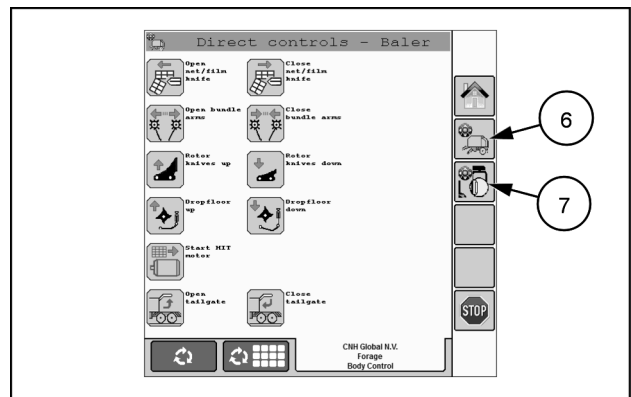 Direct controls - Baler
Open
net/film
knife
Close
net/film
knife
Open bundle
arms
Close
bundle arms
Rotor
knives up
Rotor
knives down
Dropfloor
up
Dropfloor
down
Start HIT
motor
Open
tailgate
Close
tailgate
6
7
STOP
CNH Global N.V.
Forage
Body Control